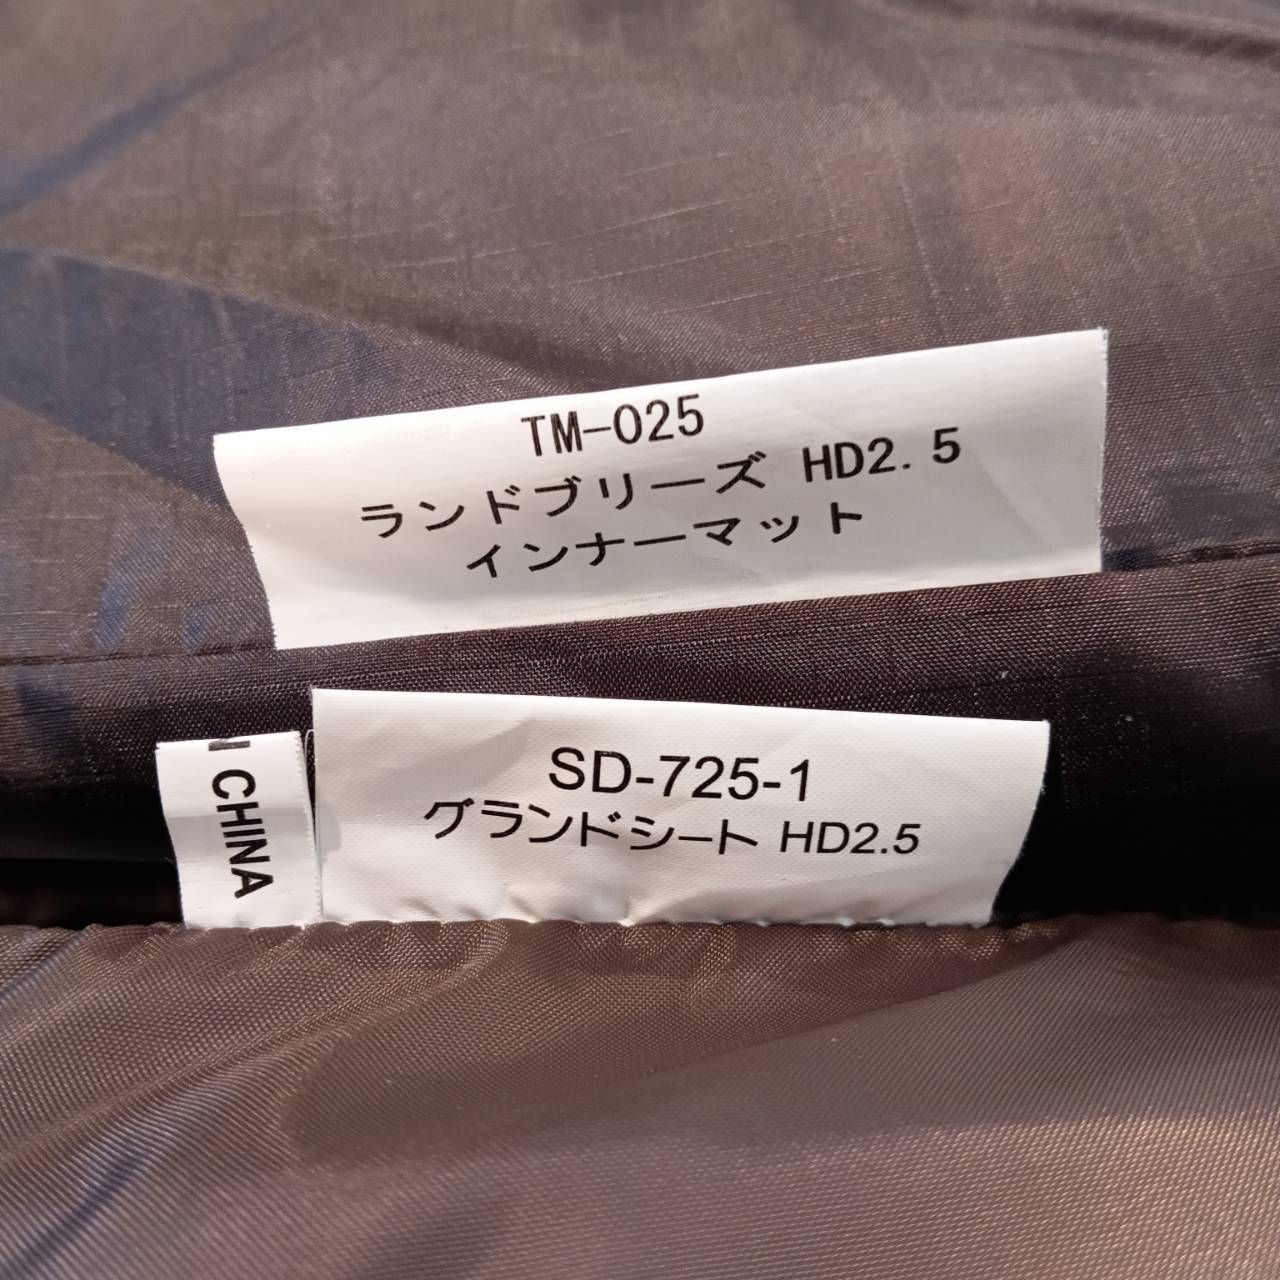 TM-025
ランドブリーズ HD2.5
インナーマット
SD-725-1
グランドシート HD2.5
CHINA